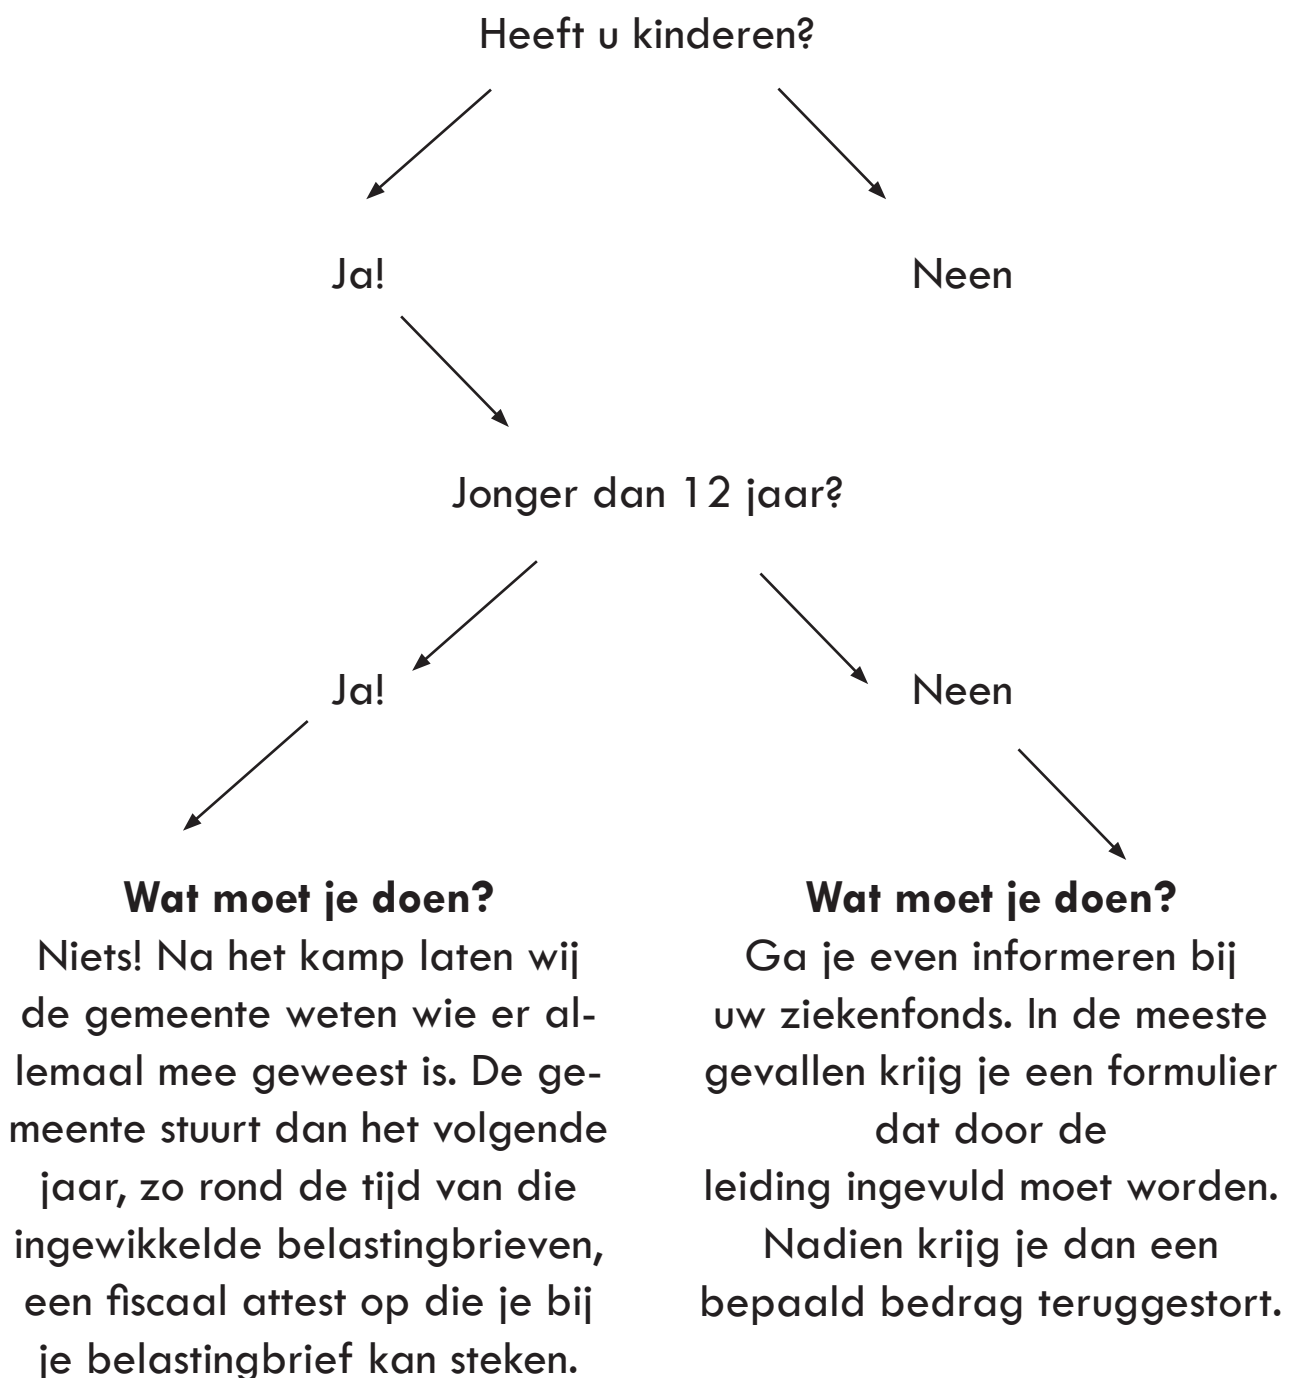 Heeft u kinderen?
Ja!
Neen
Jonger dan 12 jaar?
Ja!
Neen
Wat moet je doen?
Niets! Na het kamp laten wij
de gemeente weten wie er al-
lemaal mee geweest is. De ge-
meente stuurt dan het volgende
jaar, zo rond de tijd van die
ingewikkelde belastingbrieven,
een fiscaal attest op die je bij
je belastingbrief kan steken.
Wat moet je doen?
Ga je even informeren bij
uw ziekenfonds. In de meeste
gevallen krijg je een formulier
dat door de
leiding ingevuld moet worden.
Nadien krijg je dan een
bepaald bedrag teruggestort.